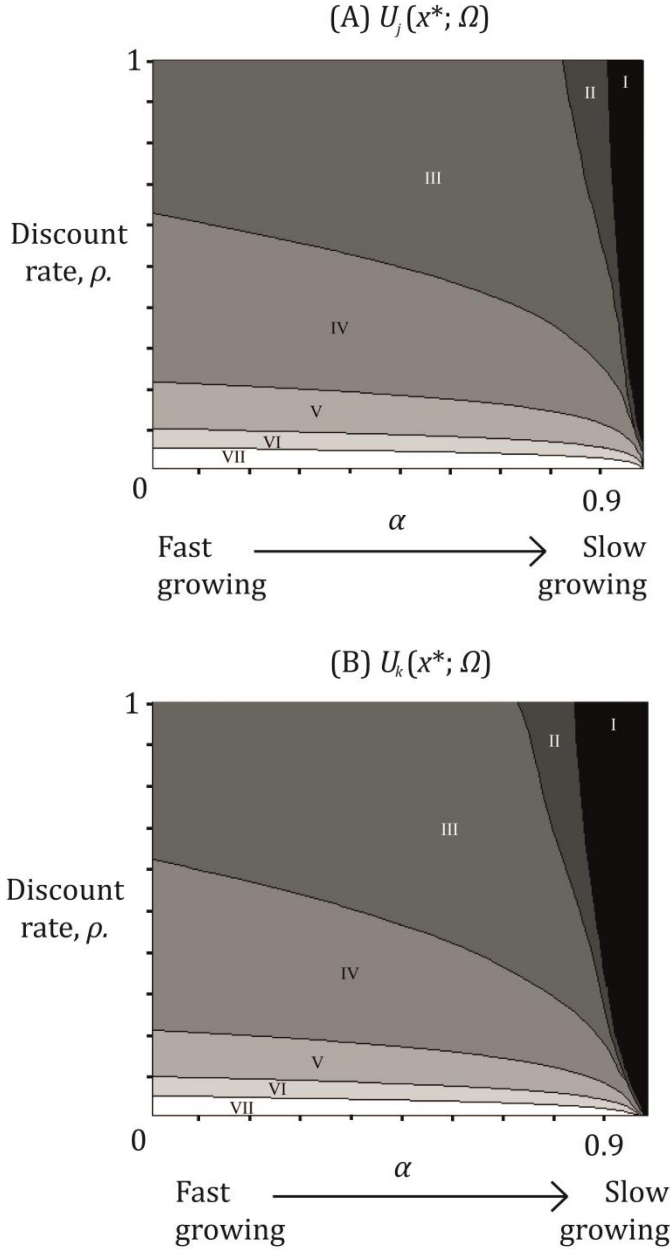 (A) U_j(x*; Ω)
1
I
II
III
Discount
rate, ρ.
IV
V
VI
VII
0
0.9
α
Fast
growing
Slow
growing
(B) U_k(x*; Ω)
1
I
II
III
Discount
rate, ρ.
IV
V
VI
VII
0
0.9
α
Fast
growing
Slow
growing